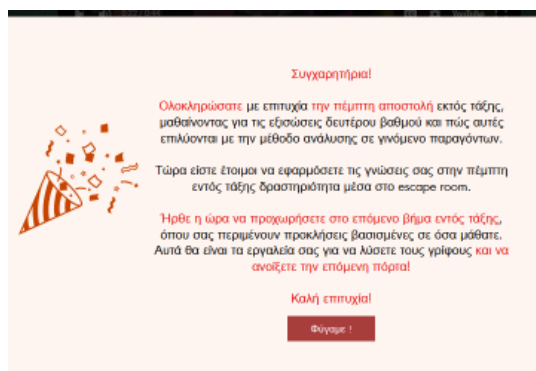 Συγχαρητήρια!
Ολοκληρώσατε με επιτυχία την πέμπτη αποστολή εκτός τάξης,
μαθαίνοντας για τις εξισώσεις δευτέρου βαθμού και πώς αυτές
επιλύονται με την μέθοδο ανάλυσης σε γινόμενο παραγόντων.
Τώρα είστε έτοιμοι να εφαρμόσετε τις γνώσεις σας στην πέμπτη
εντός τάξης δραστηριότητα μέσα στο escape room.
Ήρθε η ώρα να προχωρήσετε στο επόμενο βήμα εντός τάξης,
όπου σας περιμένουν προκλήσεις βασισμένες σε όσα μάθατε.
Αυτά θα είναι τα εργαλεία σας για να λύσετε τους γρίφους και να
ανοίξετε την επόμενη πόρτα!
Καλή επιτυχία!
Φύγαμε !